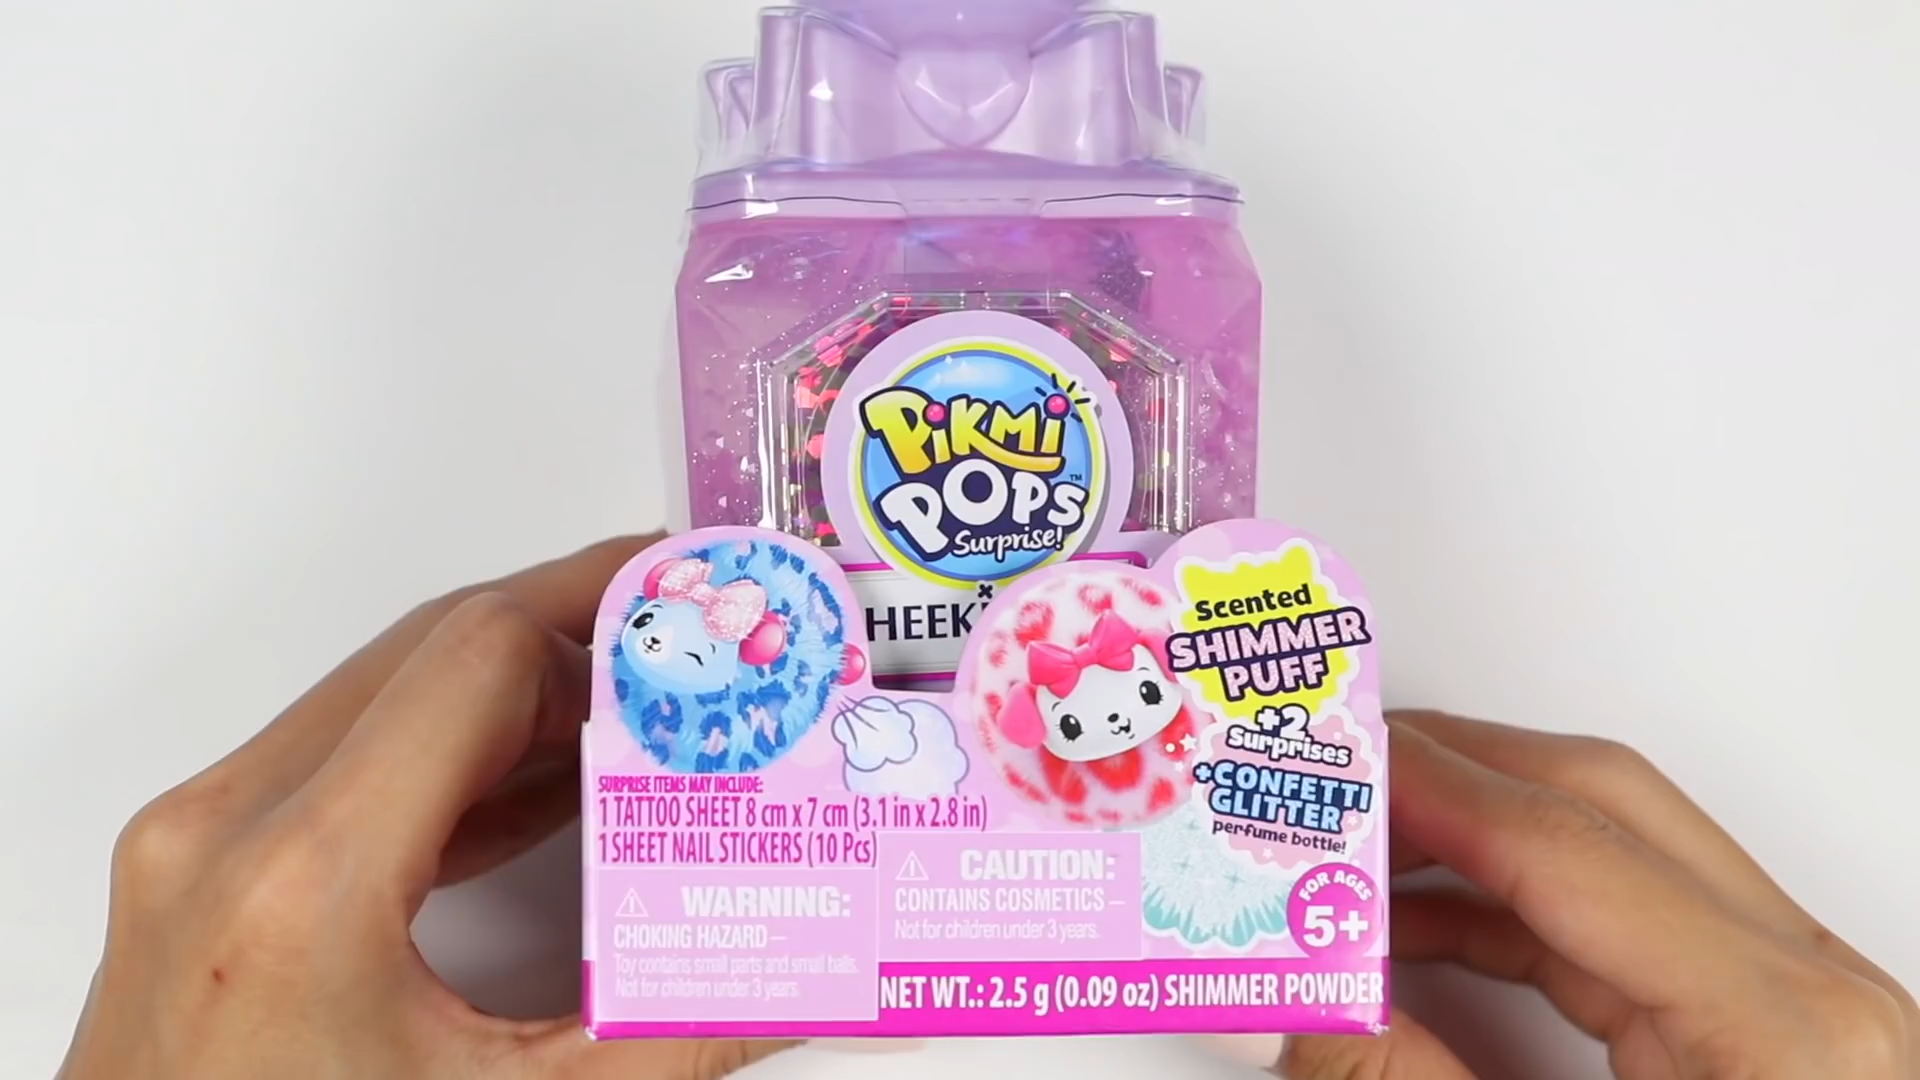 PiKMi
POPS™
Surprise!
HEEK
Scented
SHIMMER
PUFF
+2
Surprises
+CONFETTI
GLITTER
perfume bottle!
SURPRISE ITEMS MAY INCLUDE:
1 TATTOO SHEET 8 cm x 7 cm (3.1 in x 2.8 in)
1 SHEET NAIL STICKERS (10 Pcs)
⚠ WARNING:
CHOKING HAZARD —
Toy contains small parts and small balls.
Not for children under 3 years.
⚠ CAUTION:
CONTAINS COSMETICS —
Not for children under 3 years.
FOR AGES
5+
NET WT.: 2.5 g (0.09 oz) SHIMMER POWDER